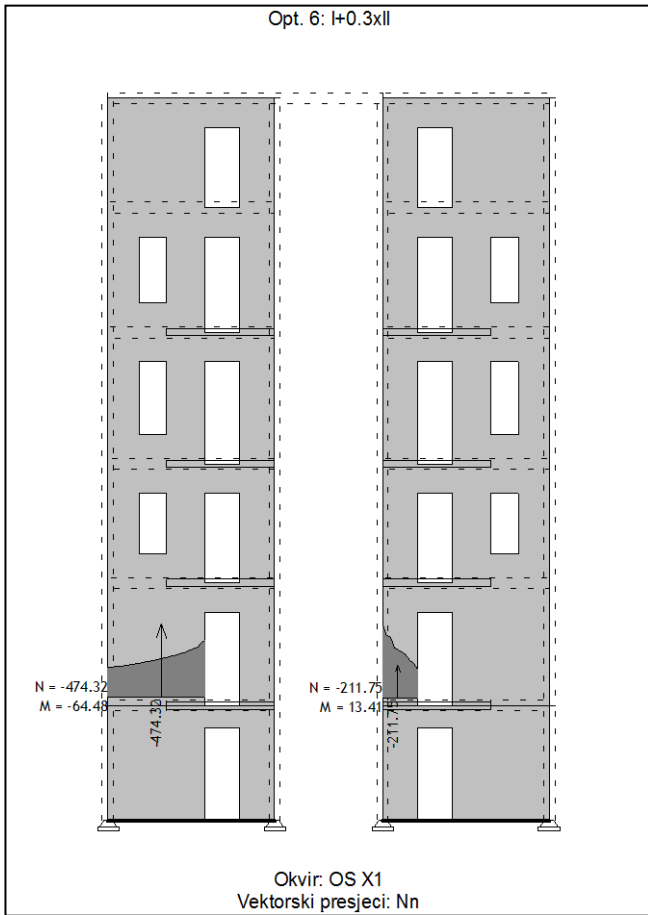 Opt. 6: I+0.3xII
N = -474.32
M = -64.48
-474.32
N = -211.75
M = 13.41
-211.75
Okvir: OS X1
Vektorski presjeci: Nn